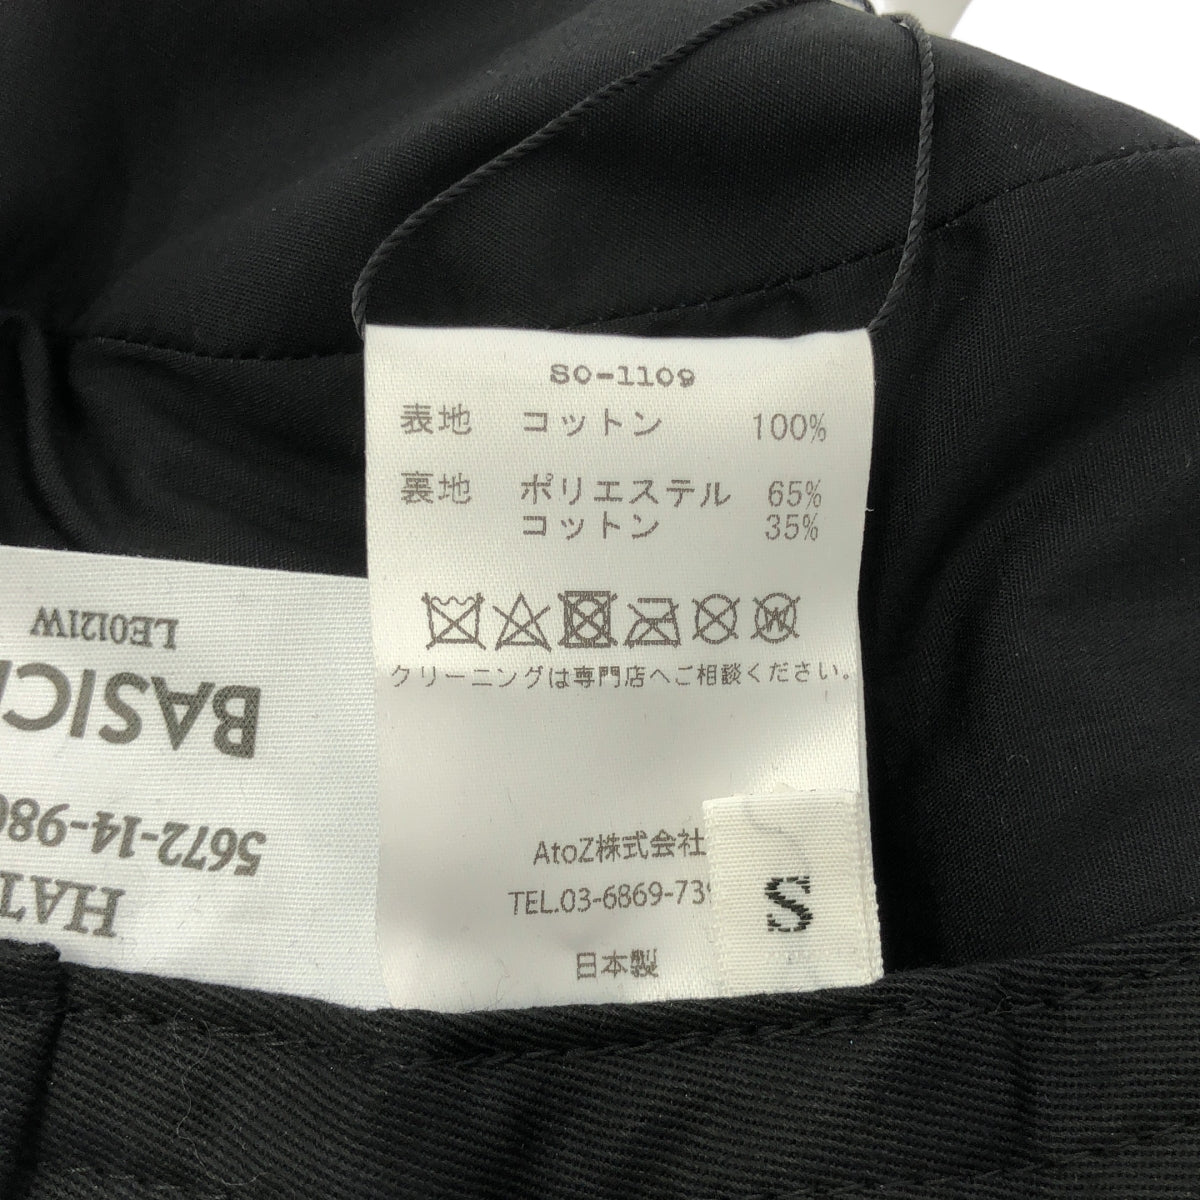 SO-1109
表地 コットン 100%
裏地 ポリエステル 65%
コットン 35%
W
クリーニングは専門店へご相談ください。
AtoZ株式会社
TEL.03-6869-739
日本製
S
HAT
5672-14-980
BASIC
LE0121W